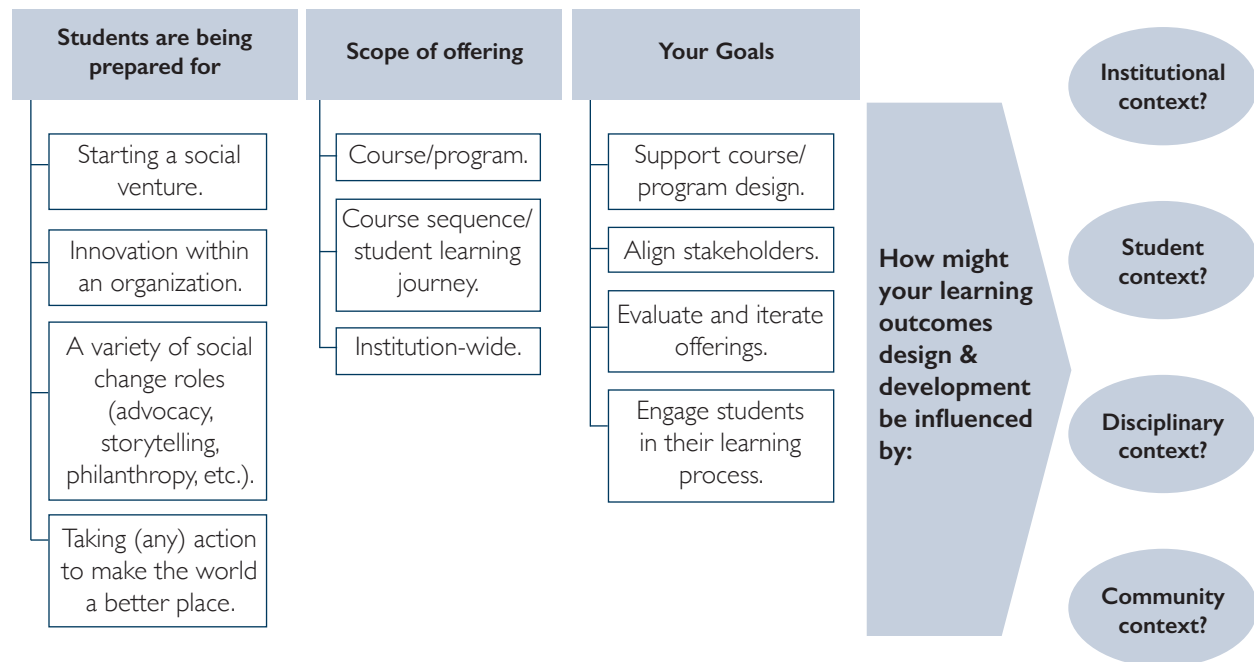 Students are being
prepared for
Starting a social
venture.
Innovation within
an organization.
A variety of social
change roles
(advocacy,
storytelling,
philanthropy, etc.).
Taking (any) action
to make the world
a better place.
Scope of offering
Course/program.
Course sequence/
student learning
journey.
Institution-wide.
Your Goals
Support course/
program design.
Align stakeholders.
Evaluate and iterate
offerings.
Engage students
in their learning
process.
How might
your learning
outcomes
design &
development
be influenced
by:
Institutional
context?
Student
context?
Disciplinary
context?
Community
context?